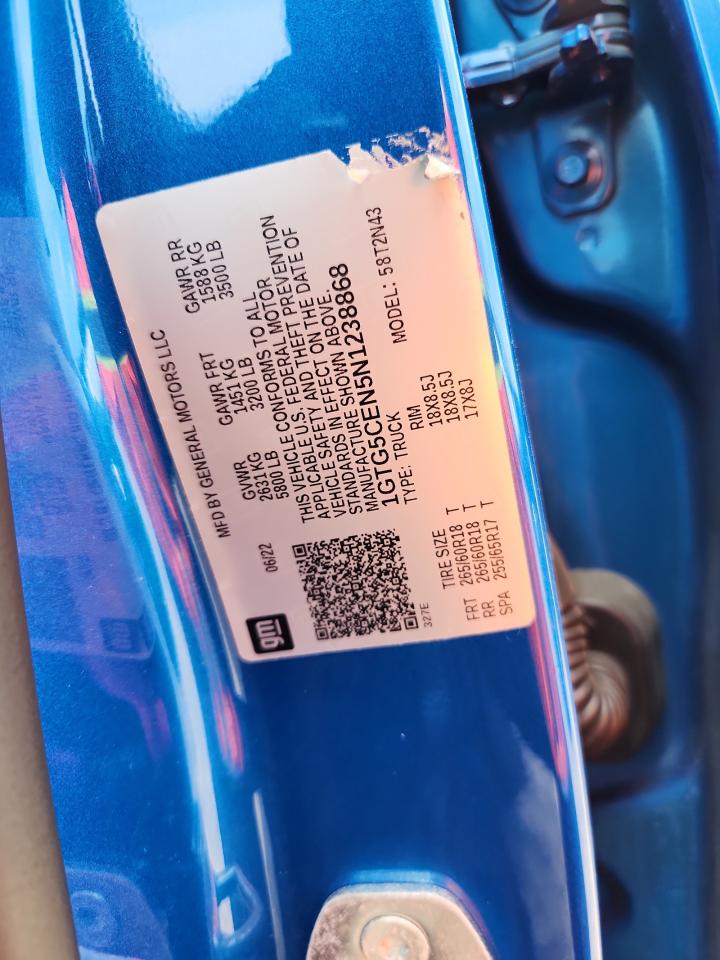 gm
MFD BY GENERAL MOTORS LLC
06/22
GVWR GAWR FRT GAWR RR
2631 KG 1451 KG 1588 KG
5800 LB 3200 LB 3500 LB
THIS VEHICLE CONFORMS TO ALL
APPLICABLE U.S. FEDERAL MOTOR
VEHICLE SAFETY AND THEFT PREVENTION
STANDARDS IN EFFECT ON THE DATE OF
MANUFACTURE SHOWN ABOVE.
1GTG5CEN5N1238868
TYPE: TRUCK MODEL: 58T2N43
327E
TIRE SIZE RIM
FRT 265/60R18 T 18X8.5J
RR 265/60R18 T 18X8.5J
SPA 255/65R17 T 17X8J